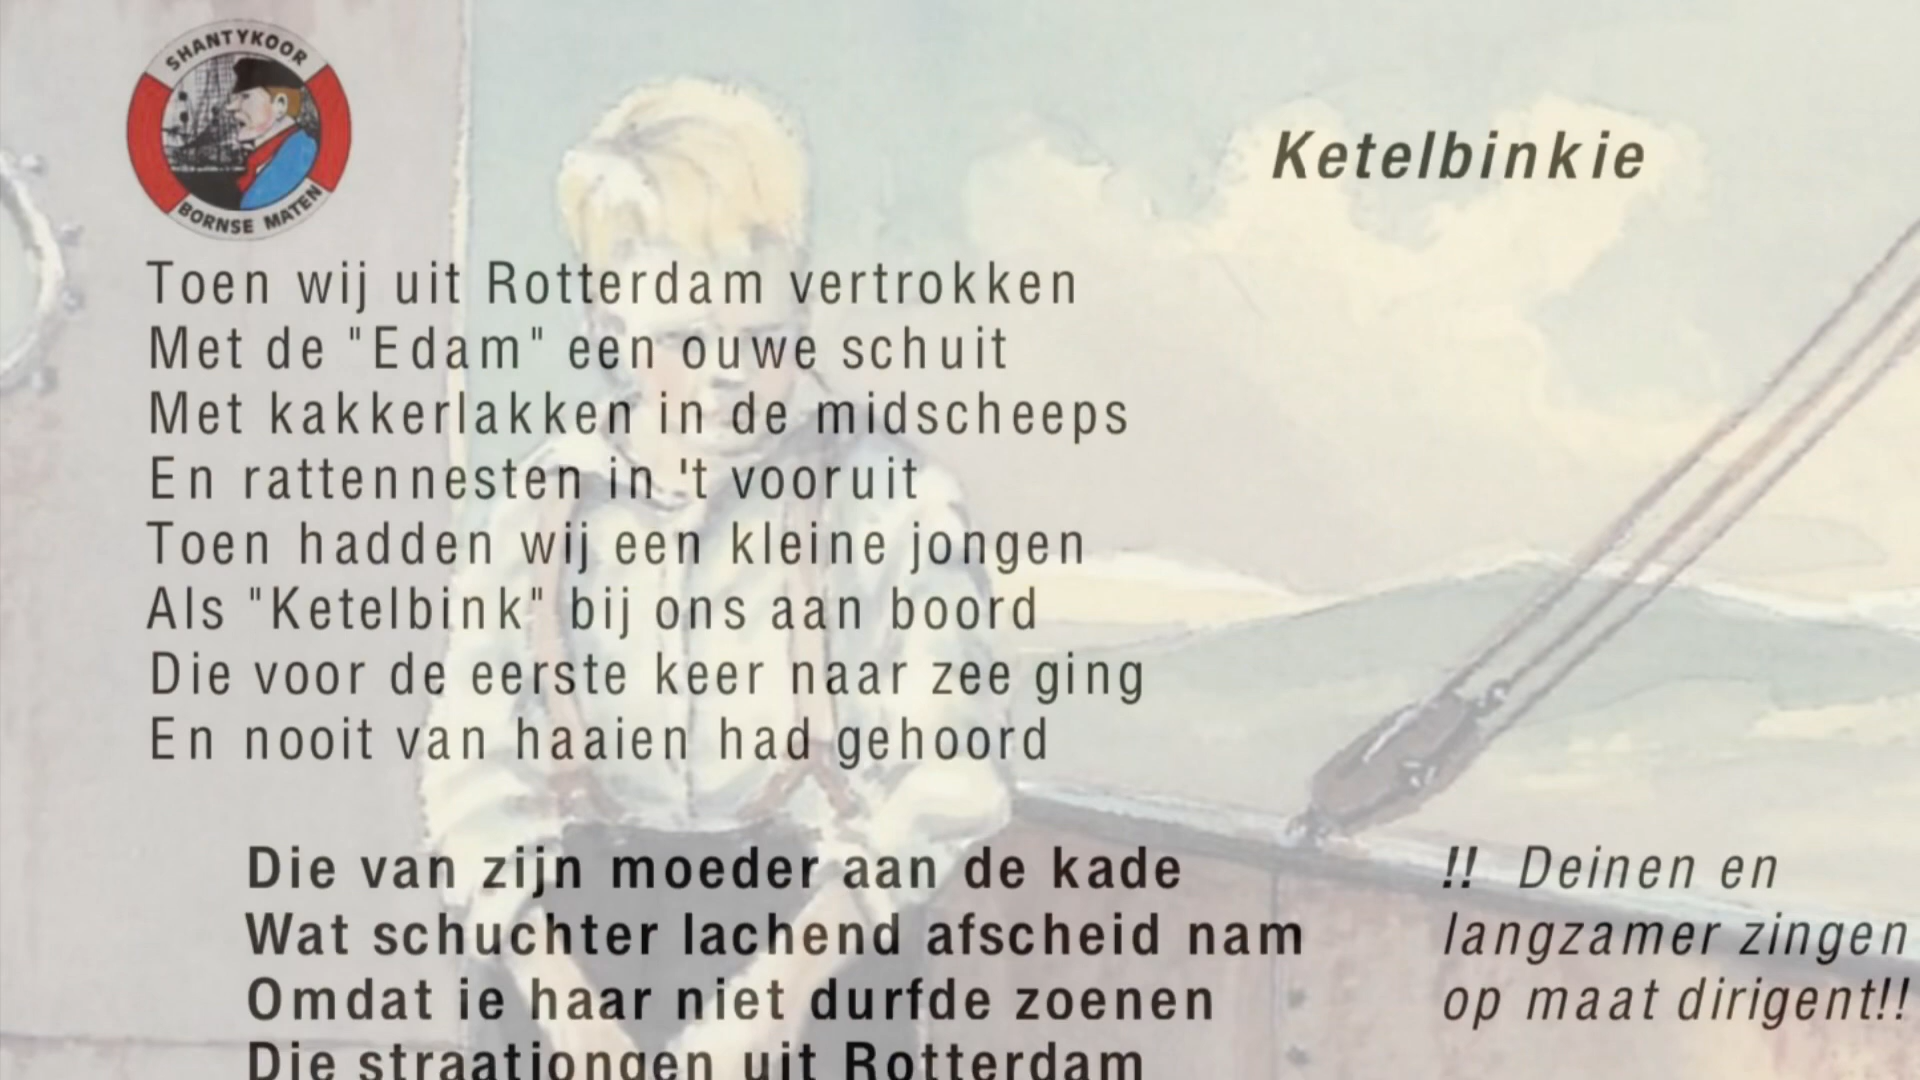 SHANTYKOOR
BORNSE MATEN
Ketelbinkie
Toen wij uit Rotterdam vertrokken
Met de "Edam" een ouwe schuit
Met kakkerlakken in de midscheeps
En rattennesten in 't vooruit
Toen hadden wij een kleine jongen
Als "Ketelbink" bij ons aan boord
Die voor de eerste keer naar zee ging
En nooit van haaien had gehoord
Die van zijn moeder aan de kade
Wat schuchter lachend afscheid nam
Omdat ie haar niet durfde zoenen
Die straatjongen uit Rotterdam
!! Deinen en
langzamer zingen
op maat dirigent!!